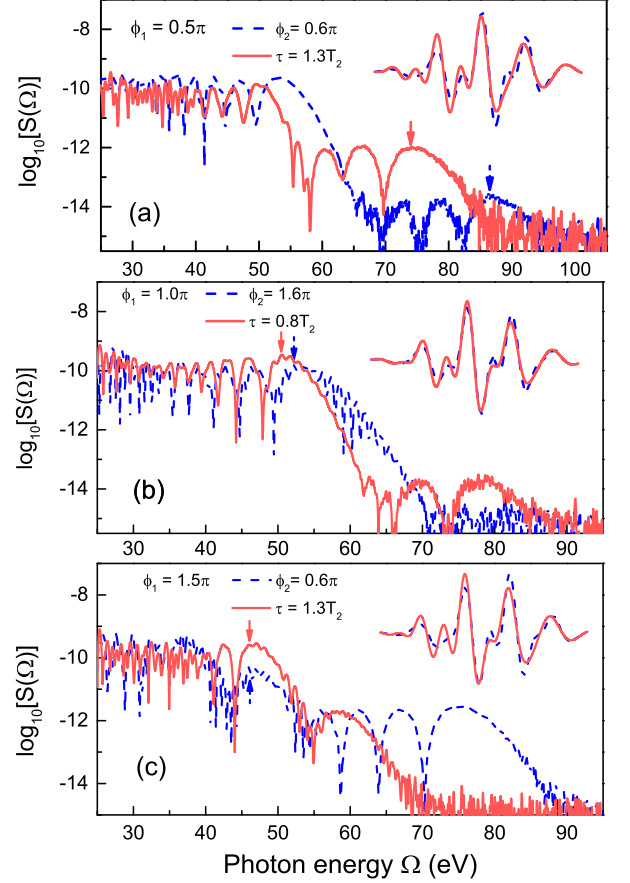 ϕ₁ = 0.5π
ϕ₂ = 0.6π
τ = 1.3T₂
log₁₀[S(Ω)]
-8
-10
-12
-14
(a)
30 40 50 60 70 80 90 100
ϕ₁ = 1.0π
ϕ₂ = 1.6π
τ = 0.8T₂
log₁₀[S(Ω)]
-8
-10
-12
-14
(b)
30 40 50 60 70 80 90
ϕ₁ = 1.5π
ϕ₂ = 0.6π
τ = 1.3T₂
log₁₀[S(Ω)]
-8
-10
-12
-14
(c)
30 40 50 60 70 80 90
Photon energy Ω (eV)